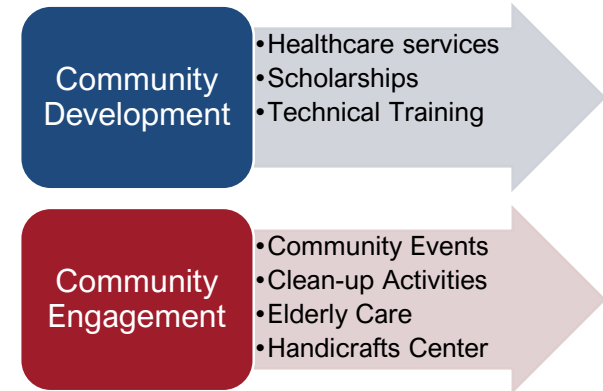 Community
Development
•Healthcare services
•Scholarships
•Technical Training
Community
Engagement
•Community Events
•Clean-up Activities
•Elderly Care
•Handicrafts Center